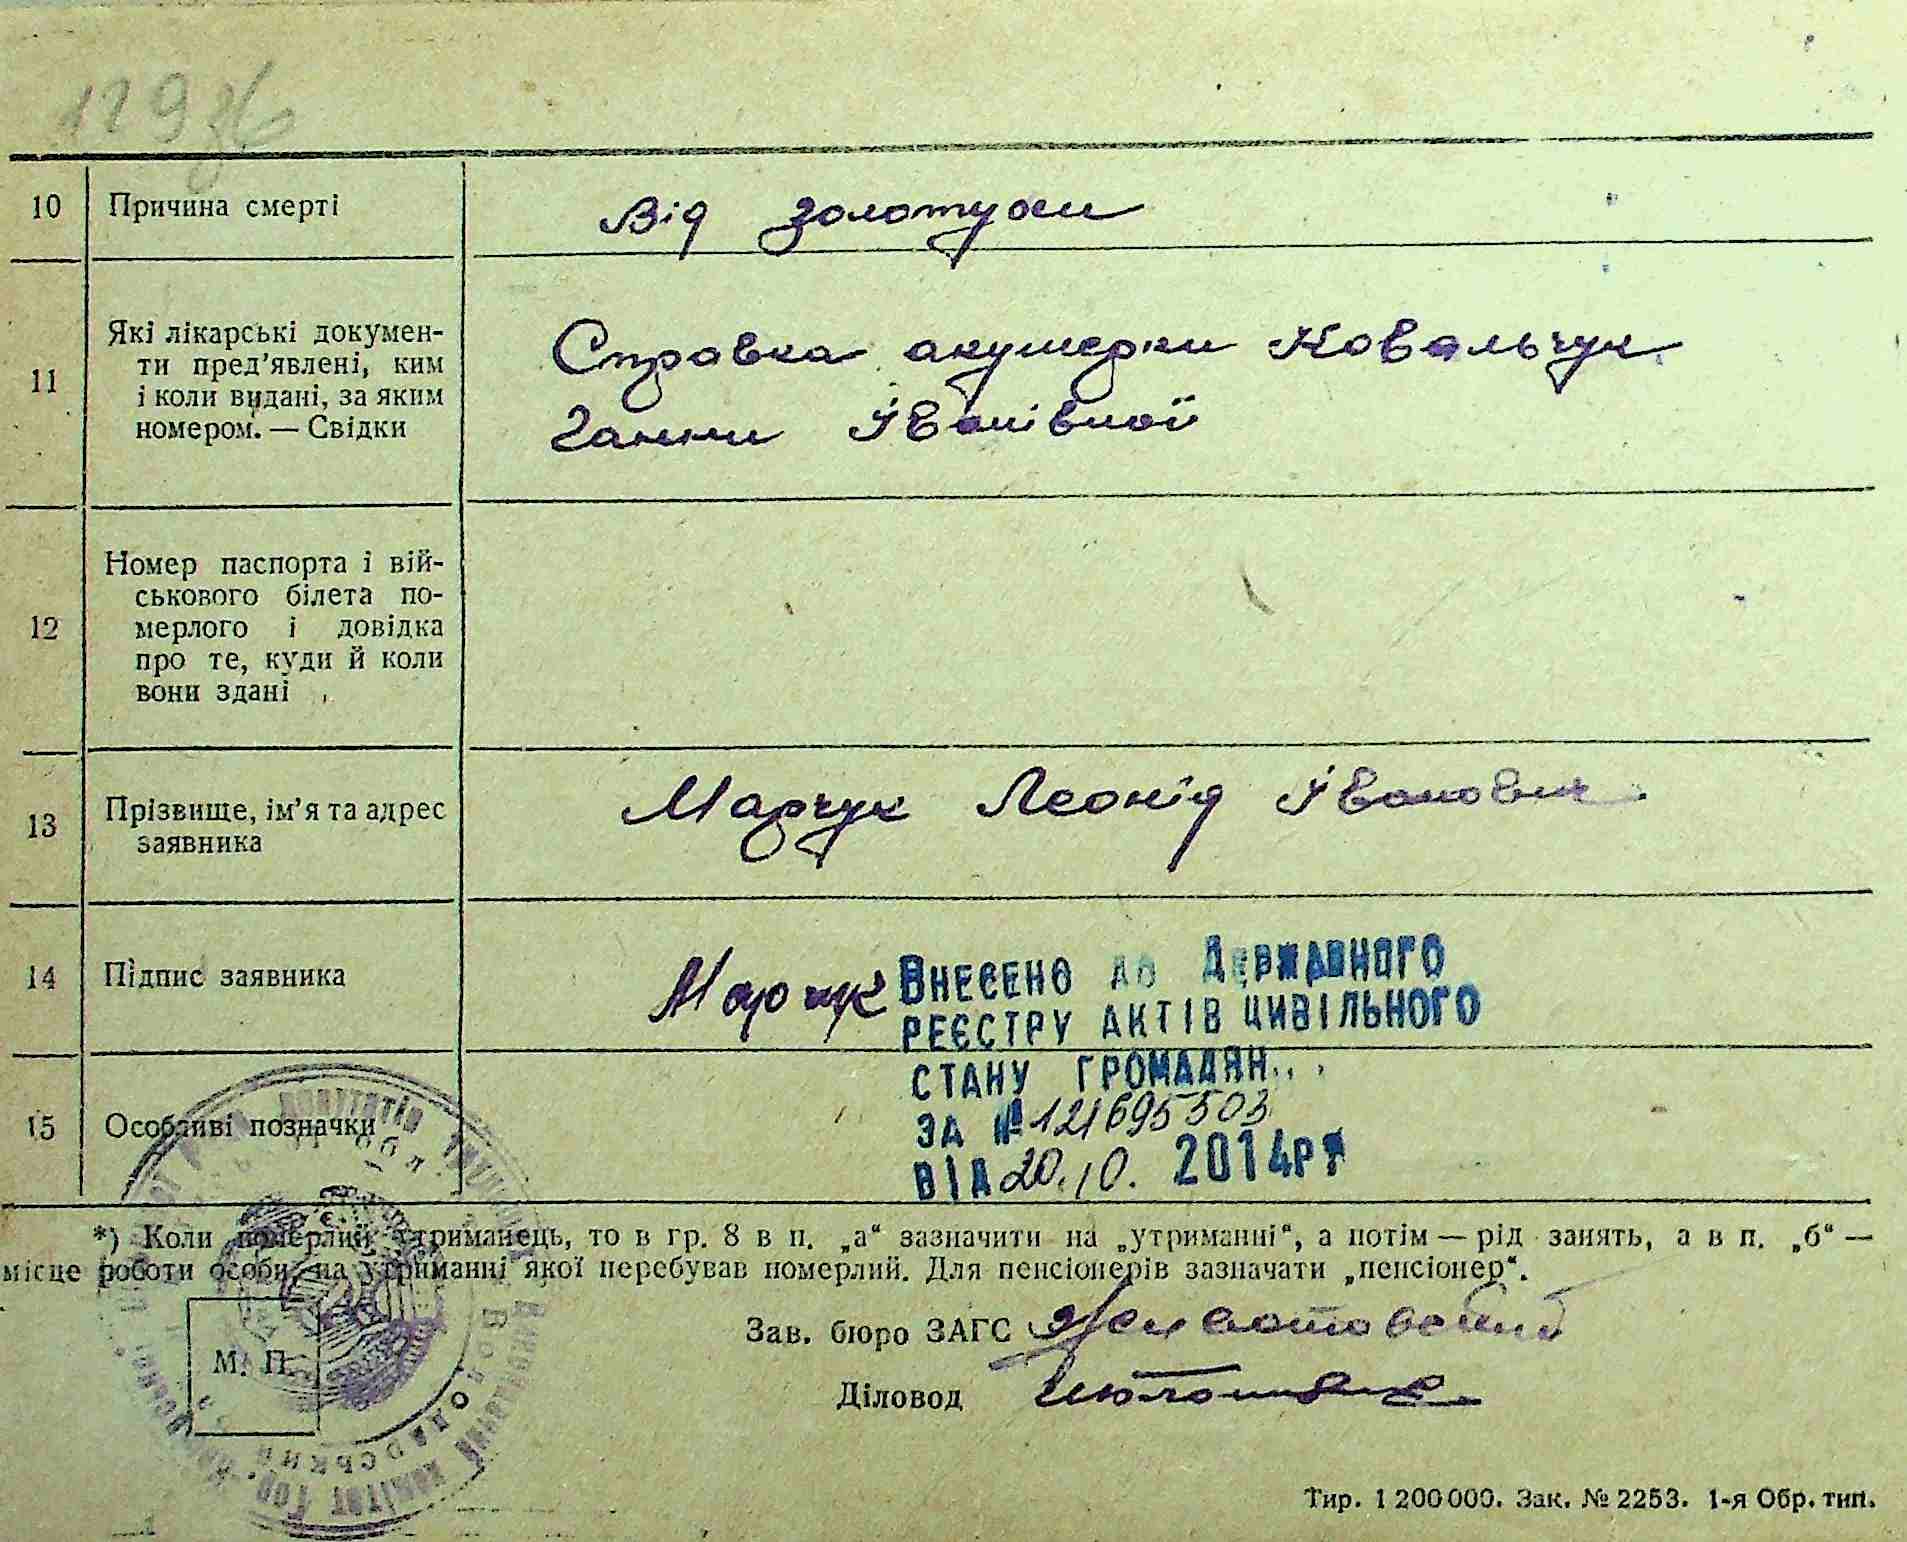 10 Причина смерті Від золотухи
11 Які лікарські докумен-
ти пред’явлені, ким
і коли видані, за яким
номером. — Свідки
Справка акушерки Ковальчук
Ганни Іванівной
12 Номер паспорта і вій-
ськового білета по-
мерлого і довідка
про те, куди й коли
вони здані
13 Прізвище, ім’я та адрес
заявника
Марчук Леонід Іванович
14 Підпис заявника Марчук
ВНЕСЕНО ДО ДЕРЖАВНОГО
РЕЄСТРУ АКТІВ ЦИВІЛЬНОГО
СТАНУ ГРОМАДЯН
ЗА № 121695503
ВІД 20.10. 2014р
15 Особливі позначки
*) Коли померлий утриманець, то в гр. 8 в п. „а“ зазначити на „утриманні“, а потім — рід занять, а в п. „б“ —
місце роботи особи, на утриманні якої перебував померлий. Для пенсіонерів зазначати „пенсіонер“.
Зав. бюро ЗАГС
М. П.
Діловод
Тир. 1 200 000. Зак. № 2253. 1-я Обр. тип.